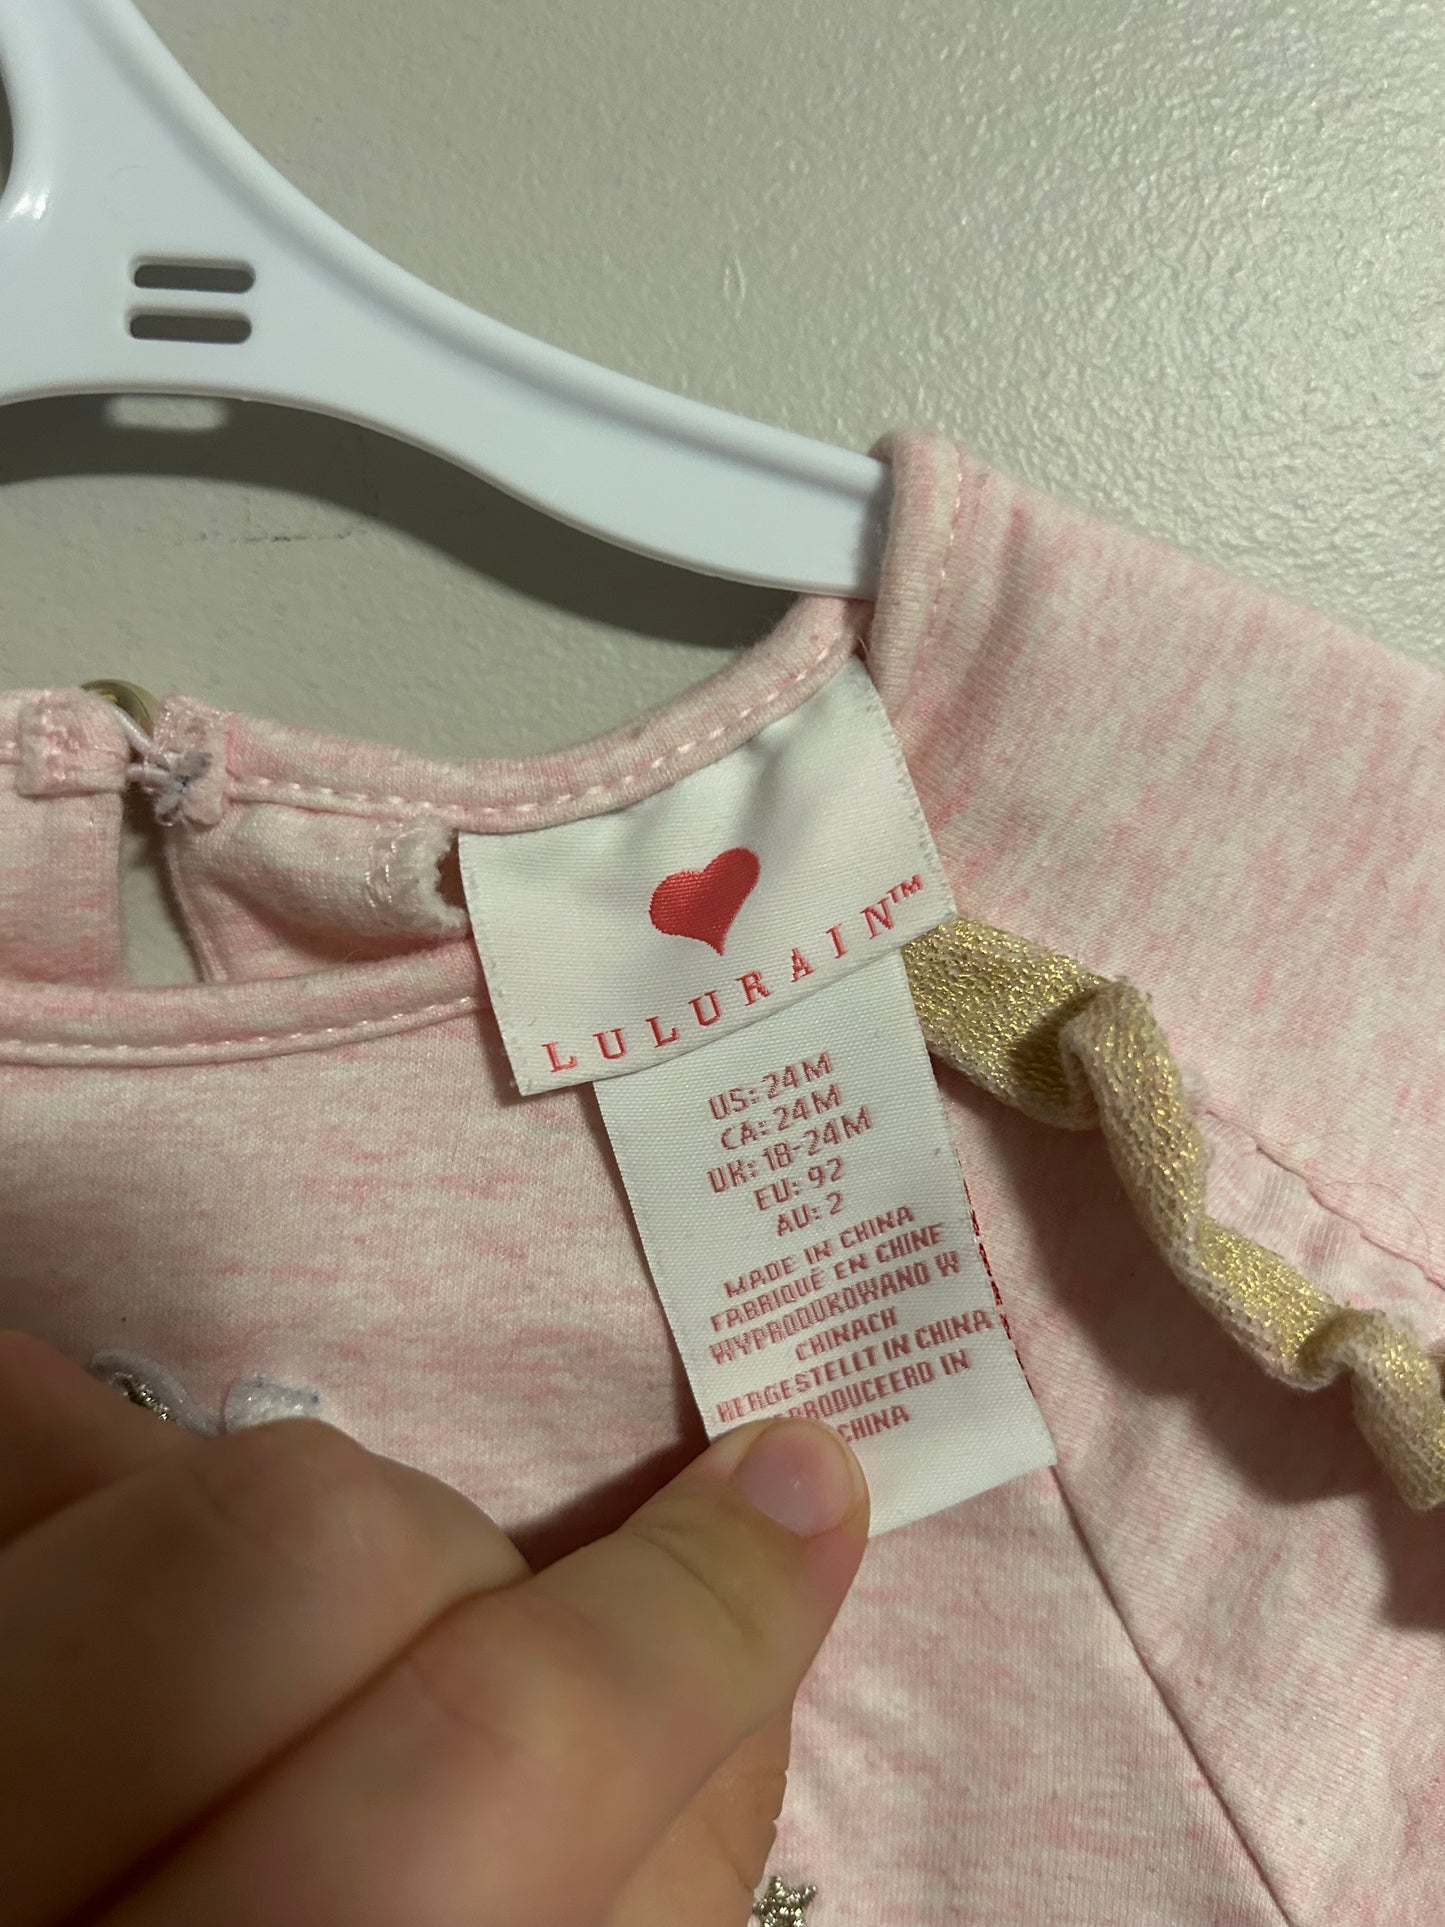 LULURAIN™
US: 24M
CA: 24M
UK: 18-24M
EU: 92
AU: 2
MADE IN CHINA
FABRIQUÉ EN CHINE
WYPRODUKOWANO W
CHINACH
HERGESTELLT IN CHINA
GEPRODUCEERD IN
CHINA